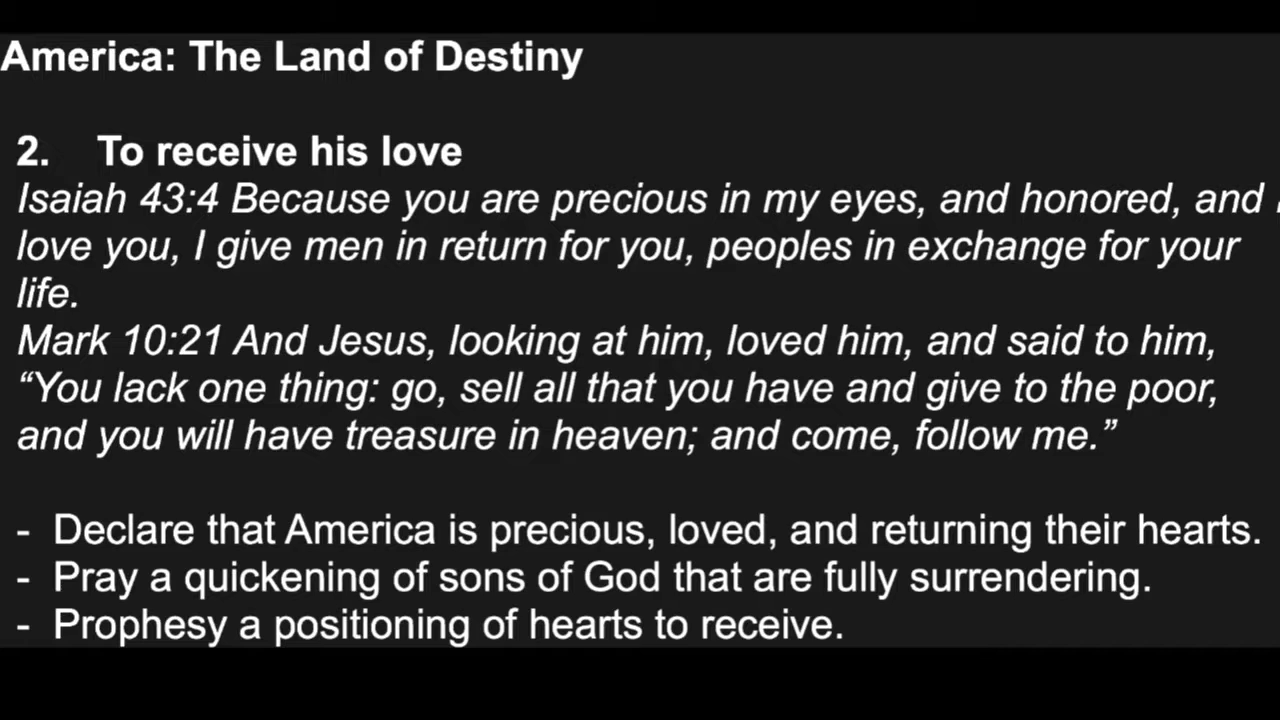 America: The Land of Destiny
2. To receive his love
Isaiah 43:4 Because you are precious in my eyes, and honored, and
love you, I give men in return for you, peoples in exchange for your
life.
Mark 10:21 And Jesus, looking at him, loved him, and said to him,
“You lack one thing: go, sell all that you have and give to the poor,
and you will have treasure in heaven; and come, follow me.”
- Declare that America is precious, loved, and returning their hearts.
- Pray a quickening of sons of God that are fully surrendering.
- Prophesy a positioning of hearts to receive.